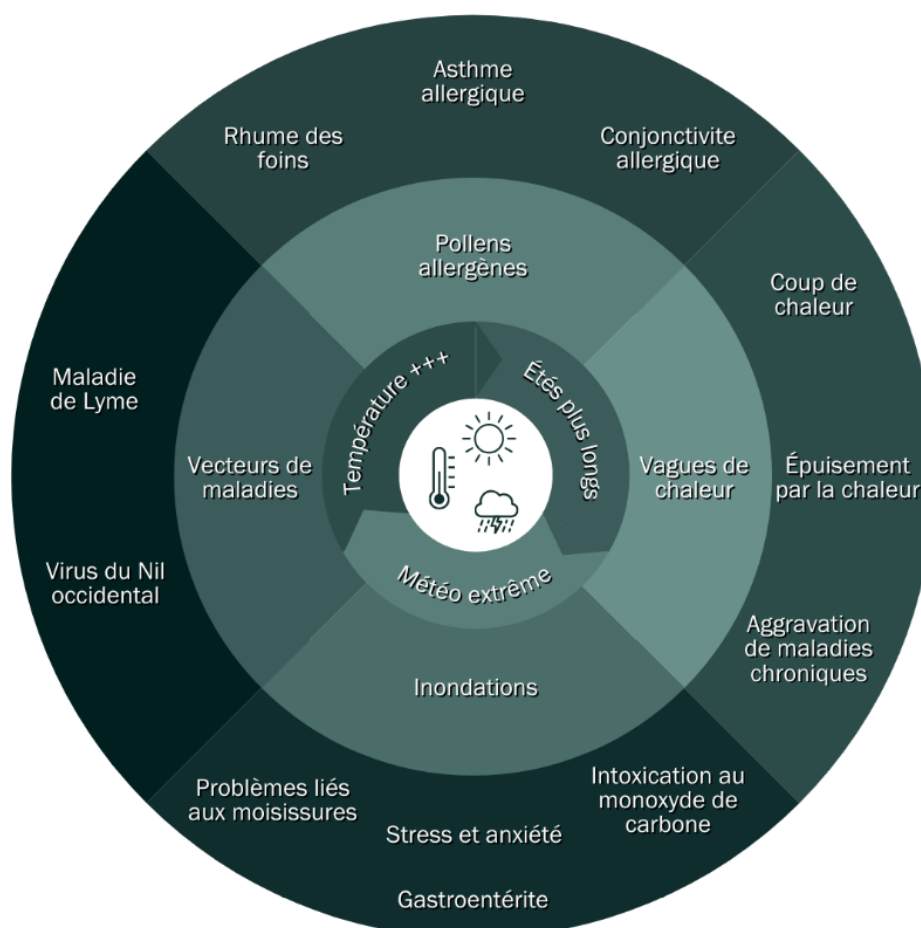 Asthme
allergique
Rhume des
foins
Conjonctivite
allergique
Pollens
allergènes
Coup de
chaleur
Maladie
de Lyme
Température +++
Étés plus longs
Vecteurs de
maladies
Vagues de
chaleur
Épuisement
par la chaleur
Virus du Nil
occidental
Météo extrême
Aggravation
de maladies
chroniques
Inondations
Problèmes liés
aux moisissures
Intoxication au
monoxyde de
carbone
Stress et anxiété
Gastroentérite